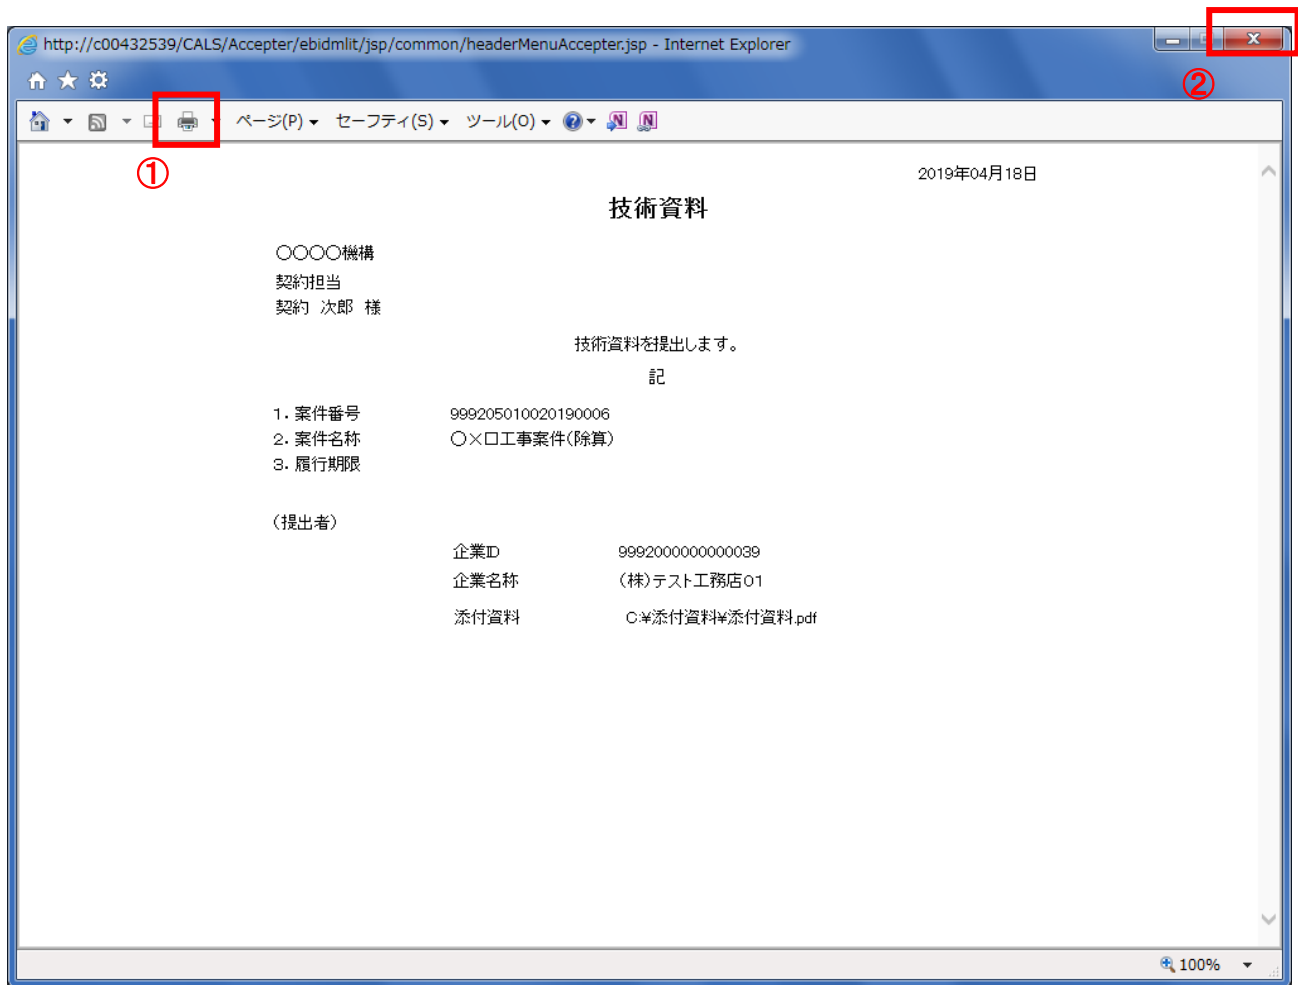 http://c00432539/CALS/Accepter/ebidmlit/jsp/common/headerMenuAccepter.jsp - Internet Explorer
②
ページ(P) セーフティ(S) ツール(O)
①
2019年04月18日
技術資料
〇〇〇〇機構
契約担当
契約 次郎 様
技術資料を提出します。
記
1. 案件番号 999205010020190006
2. 案件名称 〇×口工事案件(除算)
3. 履行期限
(提出者)
企業ID 9992000000000039
企業名称 (株)テスト工務店01
添付資料 C:¥添付資料¥添付資料.pdf
100%